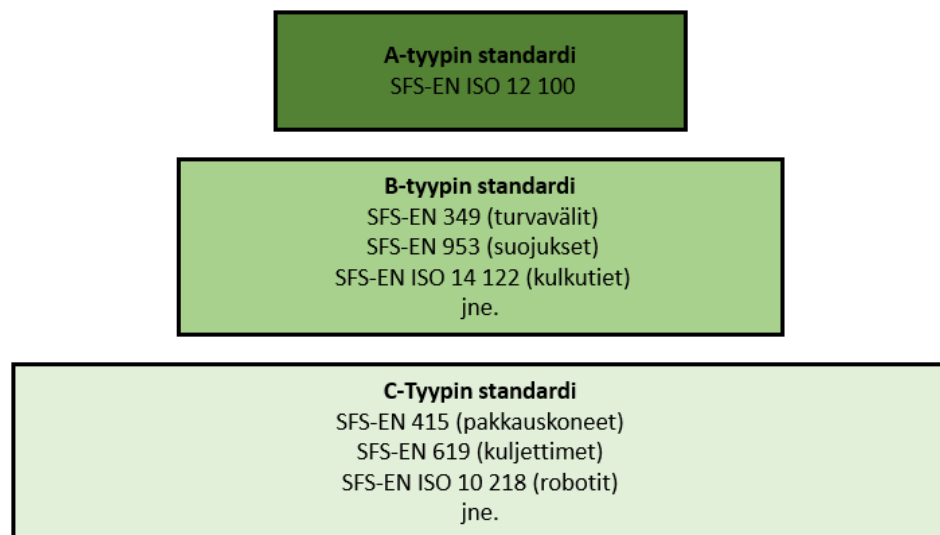 A-tyypin standardi
SFS-EN ISO 12 100
B-tyypin standardi
SFS-EN 349 (turvavälit)
SFS-EN 953 (suojukset)
SFS-EN ISO 14 122 (kulkutiet)
jne.
C-Tyypin standardi
SFS-EN 415 (pakkauskoneet)
SFS-EN 619 (kuljettimet)
SFS-EN ISO 10 218 (robotit)
jne.